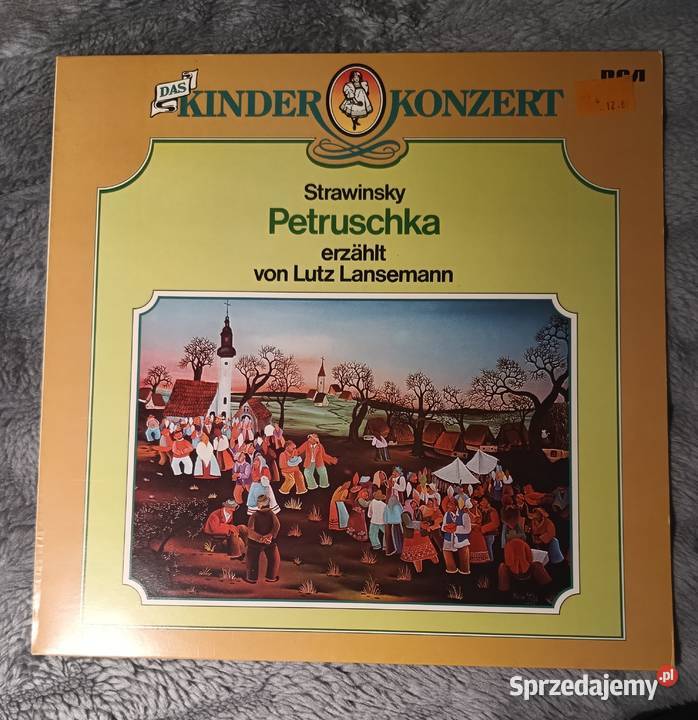 DAS
KINDER KONZERT
RCA
Strawinsky
Petruschka
erzählt
von Lutz Lansemann
Sprzedajemy.pl